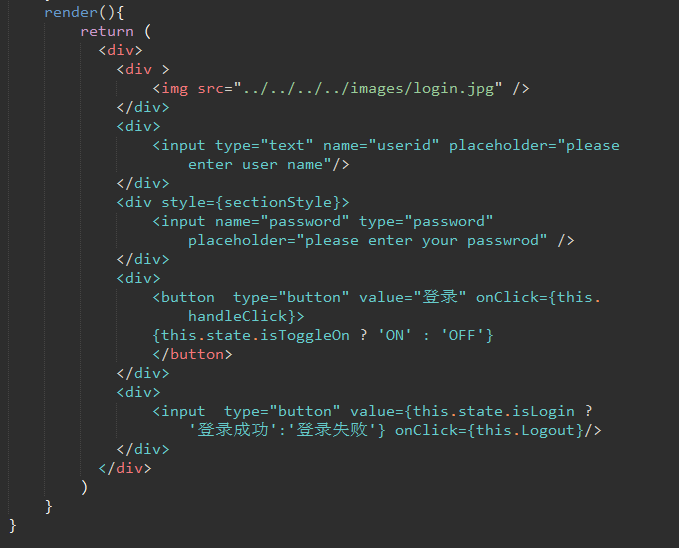 render(){
return (
<div>
<div >
<img src="../../../../images/login.jpg" />
</div>
<div>
<input type="text" name="userid" placeholder="please
enter user name"/>
</div>
<div style={sectionStyle}>
<input name="password" type="password"
placeholder="please enter your passwrod" />
</div>
<div>
<button  type="button" value="登录" onClick={this.
handleClick}>
{this.state.isToggleOn ? 'ON' : 'OFF'}
</button>
</div>
<div>
<input  type="button" value={this.state.isLogin ?
'登录成功':'登录失败'} onClick={this.Logout}/>
</div>
</div>
)
}
}